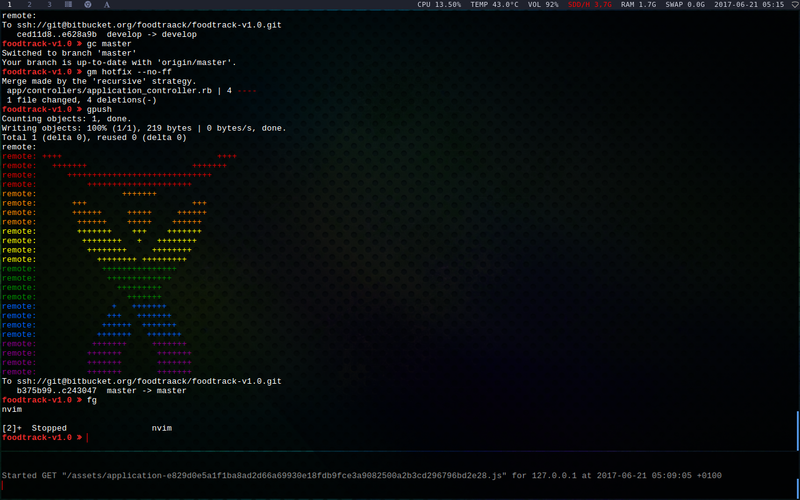 1 2 3 A CPU 13.50% TEMP 43.0°C VOL 92% SDD/H 3,7G RAM 1.7G SWAP 0.0G 2017-06-21 05:15
remote:
To ssh://git@bitbucket.org/foodtraack/foodtrack-v1.0.git
ced11d8..e628a9b develop -> develop
foodtrack-v1.0 » gc master
Switched to branch 'master'
Your branch is up-to-date with 'origin/master'.
foodtrack-v1.0 » gm hotfix --no-ff
Merge made by the 'recursive' strategy.
app/controllers/application_controller.rb | 4 ----
1 file changed, 4 deletions(-)
foodtrack-v1.0 » gpush
Counting objects: 1, done.
Writing objects: 100% (1/1), 219 bytes | 0 bytes/s, done.
Total 1 (delta 0), reused 0 (delta 0)
remote:
remote: ++++ ++++
remote: +++++++ +++++++
remote: +++++++++++++++++++++++++++++
remote: +++++++++++++++++++++
remote: +++++++
remote: +++ +++
remote: ++++++ +++++ ++++++
remote: ++++++ +++++ ++++++
remote: +++++++ +++ +++++++
remote: ++++++++ + ++++++++
remote: ++++++++ ++++++++
remote: ++++++++ +++++++++
remote: +++++++++++++++
remote: +++++++++++++
remote: +++++++++
remote: +++++++
remote: + +++++++
remote: +++ +++++++
remote: ++++++ +++++++
remote: +++++++ +++++++
remote: +++++++ +++++++
remote: +++++++ +++++++
remote: +++++++ +++++++
remote: +++++++ +++++++
To ssh://git@bitbucket.org/foodtraack/foodtrack-v1.0.git
b375b99..c243047 master -> master
foodtrack-v1.0 » fg
nvim
[2]+ Stopped nvim
foodtrack-v1.0 »
Started GET "/assets/application-e829d0e5a1f1ba8ad2d66a69930e18fdb9fce3a9082500a2b3cd296796bd2e28.js" for 127.0.0.1 at 2017-06-21 05:09:05 +0100